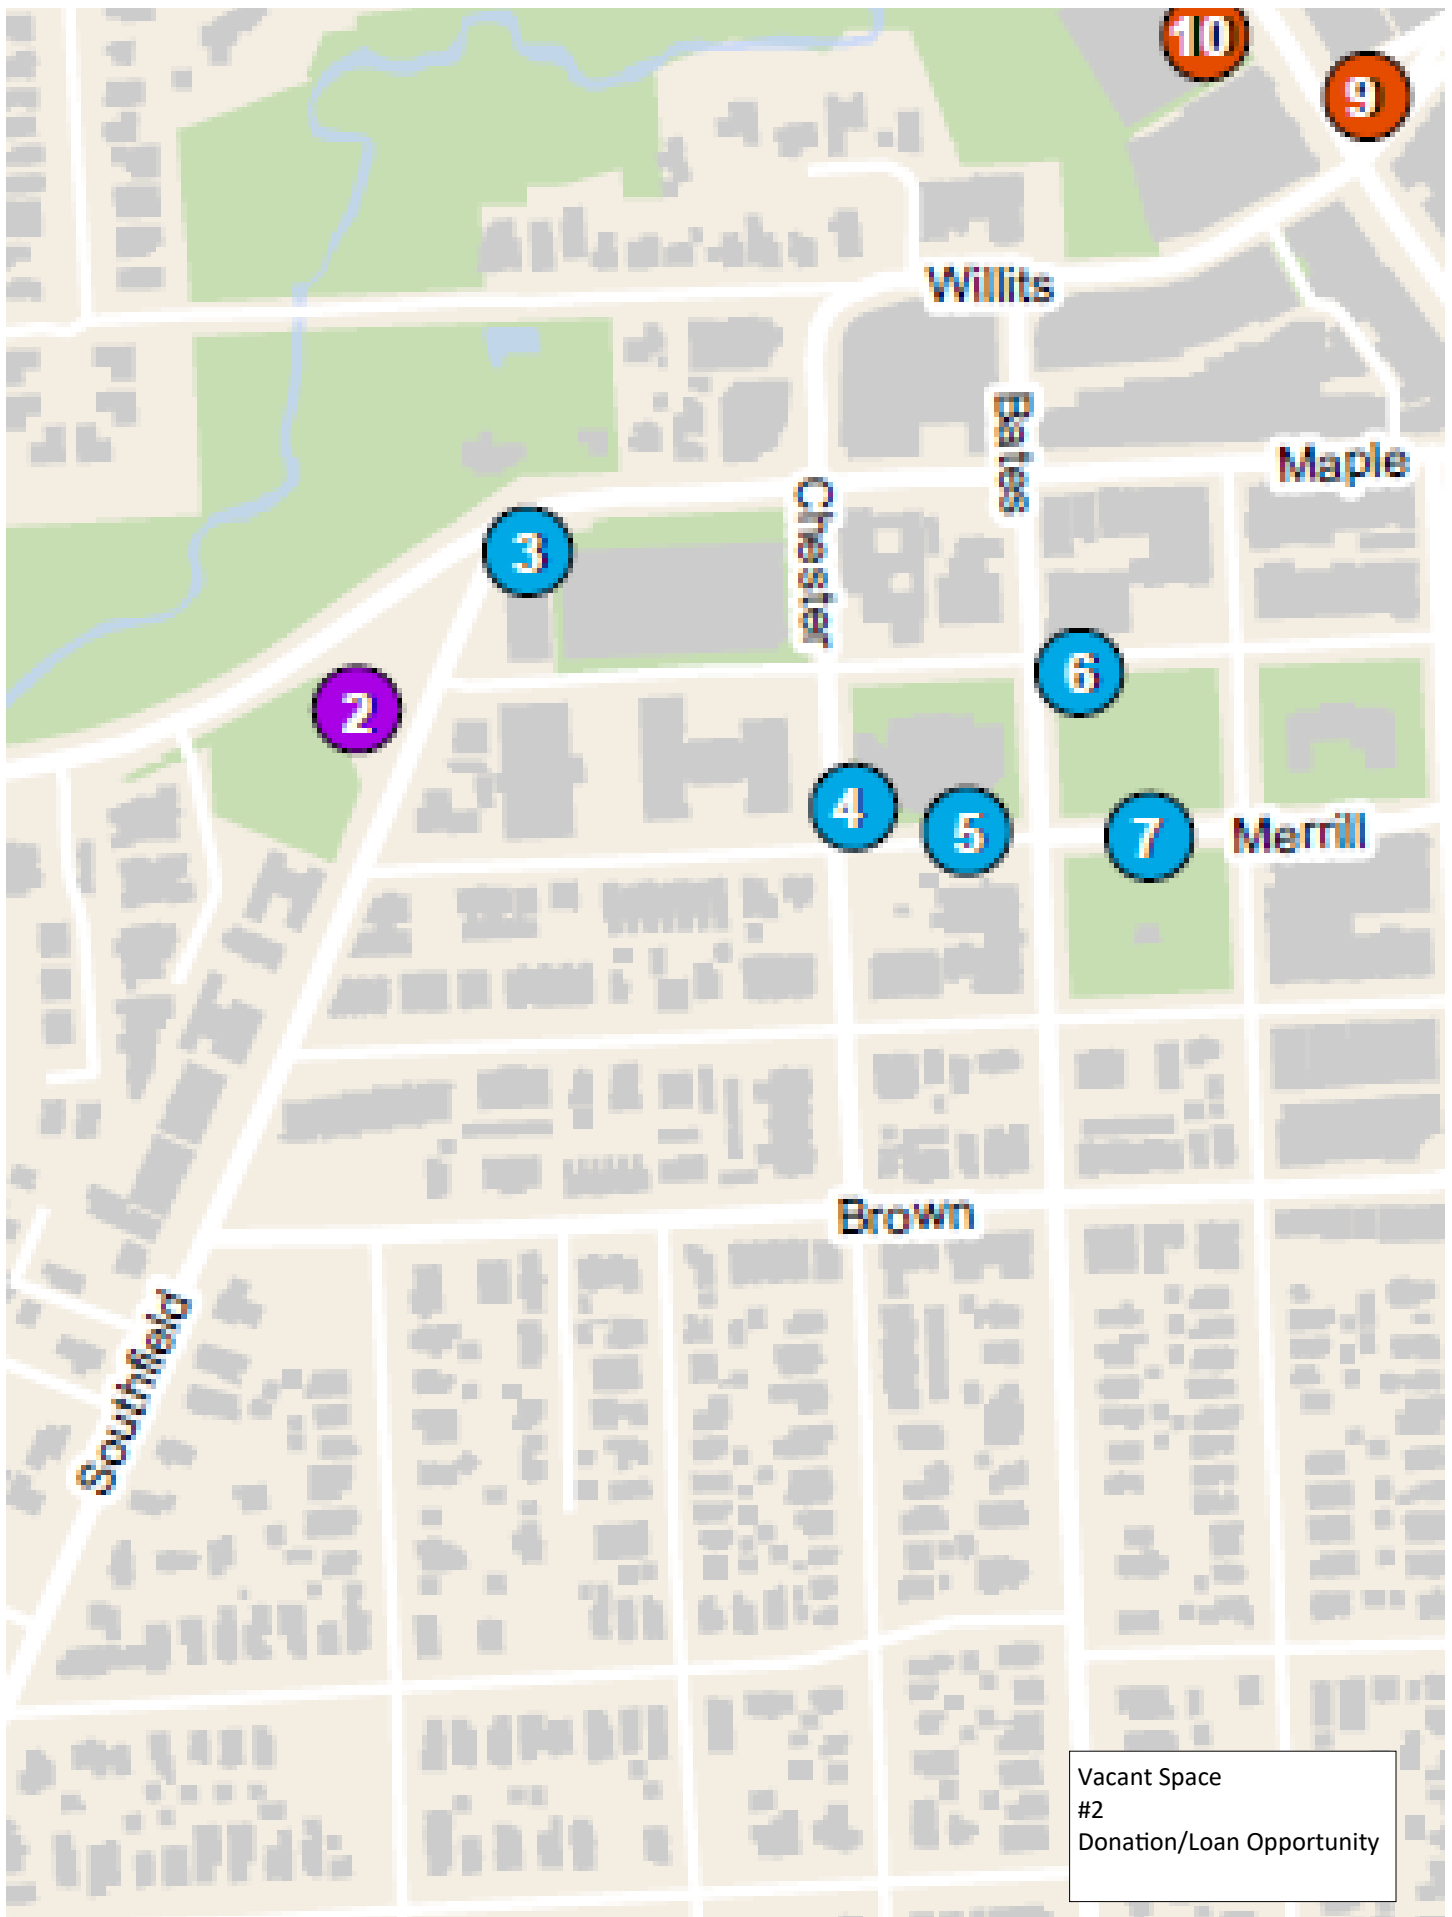 10
9
Willits
Bates
Maple
Chester
3
6
2
4
5
7
Merrill
Brown
Southfield
Vacant Space
#2
Donation/Loan Opportunity